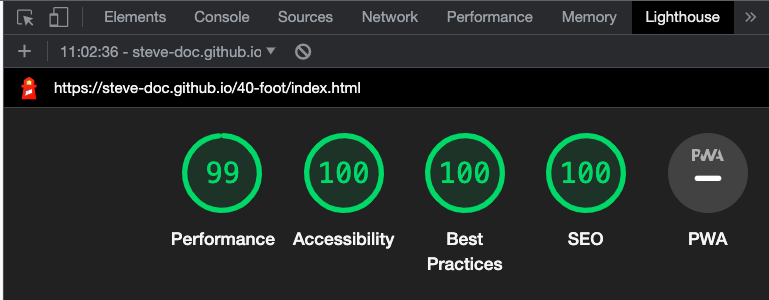 Elements Console Sources Network Performance Memory Lighthouse »
+ 11:02:36 - steve-doc.github.io
https://steve-doc.github.io/40-foot/index.html
99 100 100 100 PWA
Performance Accessibility Best SEO PWA
Practices